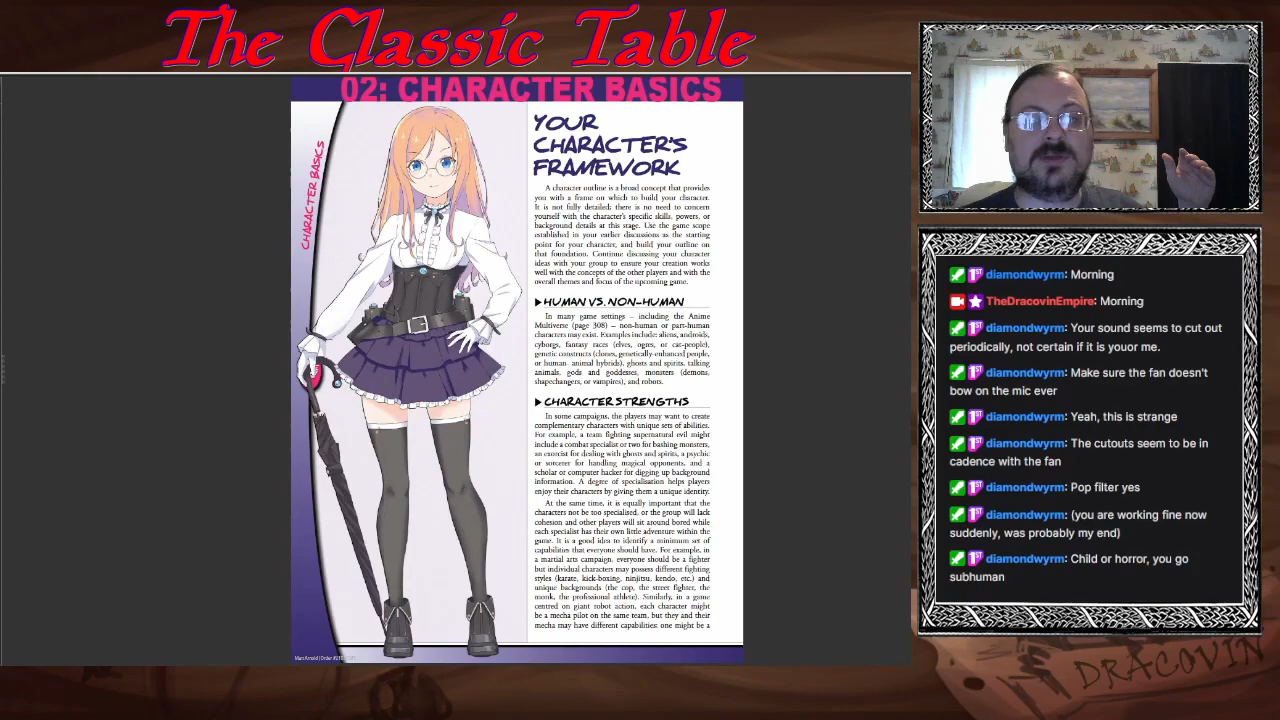 The Classic Table
02: CHARACTER BASICS
CHARACTER BASICS
YOUR
CHARACTER'S
FRAMEWORK
A character outline is a broad concept that provides
you with a frame on which to build your character.
It is not fully detailed; there is no need to concern
yourself with the character's specific skills, powers, or
background details at this stage. Use the game scope
established in your earlier discussions as the starting
point for your character, and build your outline on
that foundation. Continue discussing your character
ideas with your group to ensure your creation works
well with the concepts of the other players and with the
overall themes and focus of the upcoming game.
HUMAN VS. NON-HUMAN
In many game settings – including the Anime
Multiverse (page 308) – non-human or part-human
characters may exist. Examples include: aliens, androids,
cyborgs, fantasy races (elves, ogres, or cat-people),
genetic constructs (clones, genetically-enhanced people,
or human- animal hybrids), ghosts and spirits, talking
animals, gods and goddesses, monsters (demons,
shapechangers, or vampires), and robots.
CHARACTER STRENGTHS
In some campaigns, the players may want to create
complementary characters with unique sets of abilities.
For example, a team fighting supernatural evil might
include a combat specialist or two for bashing monsters,
an exorcist for dealing with ghosts and spirits, a psychic
or sorcerer for handling magical opponents, and a
scholar or computer hacker for digging up background
information. A degree of specialisation helps players
enjoy their characters by giving them a unique identity.
At the same time, it is equally important that the
characters not be too specialised, or the group will lack
cohesion and other players will sit around bored while
each specialist has their own little adventure within the
game. It is a good idea to identify a minimum set of
capabilities that everyone should have. For example, in
a martial arts campaign, everyone should be a fighter
but individual characters may possess different fighting
styles (karate, kick-boxing, ninjitsu, kendo, etc.) and
unique backgrounds (the cop, the street fighter, the
monk, the professional athlete). Similarly, in a game
centred on giant robot action, each character might
be a mecha pilot on the same team, but they and their
mecha may have different capabilities: one might be a
diamondwyrm: Morning
TheDracovinEmpire: Morning
diamondwyrm: Your sound seems to cut out
periodically, not certain if it is youor me.
diamondwyrm: Make sure the fan doesn't
bow on the mic ever
diamondwyrm: Yeah, this is strange
diamondwyrm: The cutouts seem to be in
cadence with the fan
diamondwyrm: Pop filter yes
diamondwyrm: (you are working fine now
suddenly, was probably my end)
diamondwyrm: Child or horror, you go
subhuman
DRACOVIN